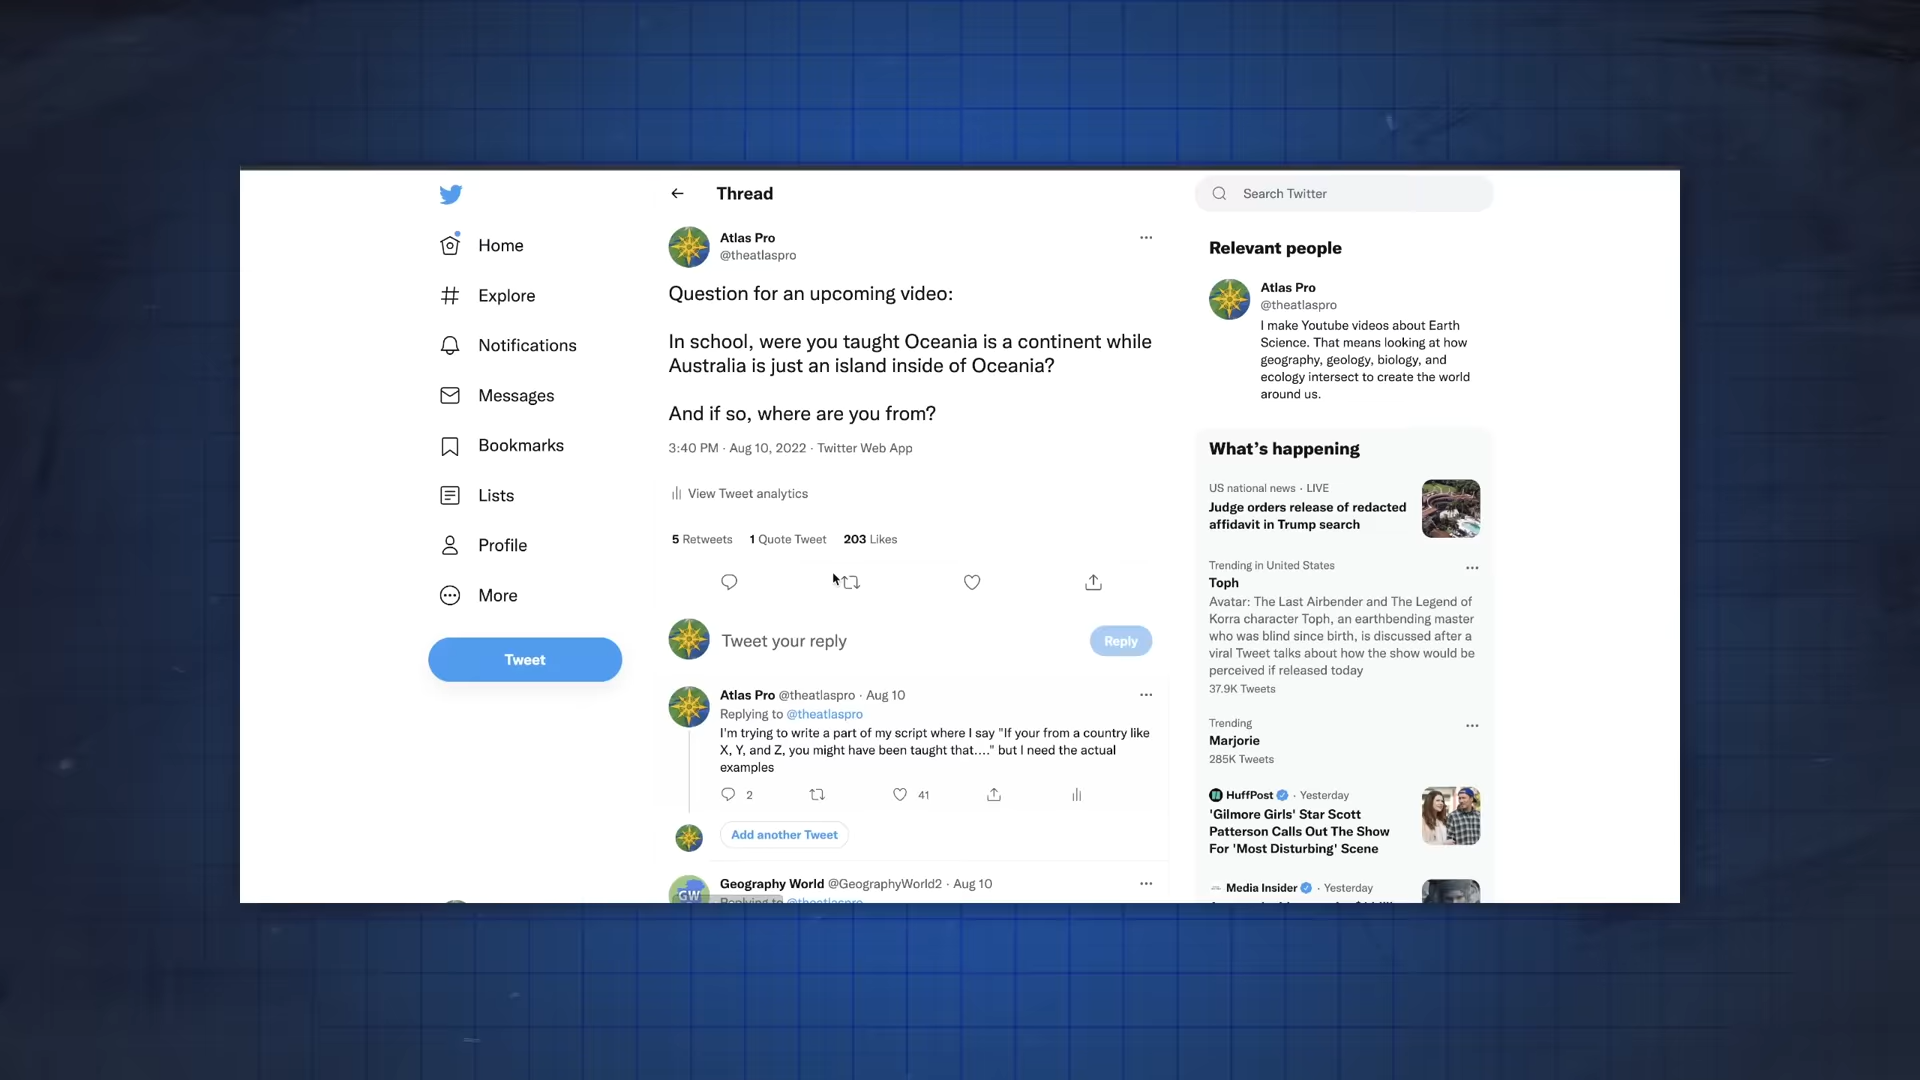 Home
Explore
Notifications
Messages
Bookmarks
Lists
Profile
More
Tweet
Thread
Atlas Pro
@theatlaspro
Question for an upcoming video:
In school, were you taught Oceania is a continent while
Australia is just an island inside of Oceania?
And if so, where are you from?
3:40 PM · Aug 10, 2022 · Twitter Web App
View Tweet analytics
5 Retweets 1 Quote Tweet 203 Likes
Tweet your reply
Reply
Atlas Pro @theatlaspro · Aug 10
Replying to @theatlaspro
I'm trying to write a part of my script where I say "If your from a country like
X, Y, and Z, you might have been taught that...." but I need the actual
examples
2 41
Add another Tweet
GW
Geography World @GeographyWorld2 · Aug 10
Replying to @theatlaspro
Search Twitter
Relevant people
Atlas Pro
@theatlaspro
I make Youtube videos about Earth
Science. That means looking at how
geography, geology, biology, and
ecology intersect to create the world
around us.
What's happening
US national news · LIVE
Judge orders release of redacted
affidavit in Trump search
Trending in United States
Toph
Avatar: The Last Airbender and The Legend of
Korra character Toph, an earthbending master
who was blind since birth, is discussed after a
viral Tweet talks about how the show would be
perceived if released today
37.9K Tweets
Trending
Marjorie
285K Tweets
HuffPost · Yesterday
'Gilmore Girls' Star Scott
Patterson Calls Out The Show
For 'Most Disturbing' Scene
Media Insider · Yesterday